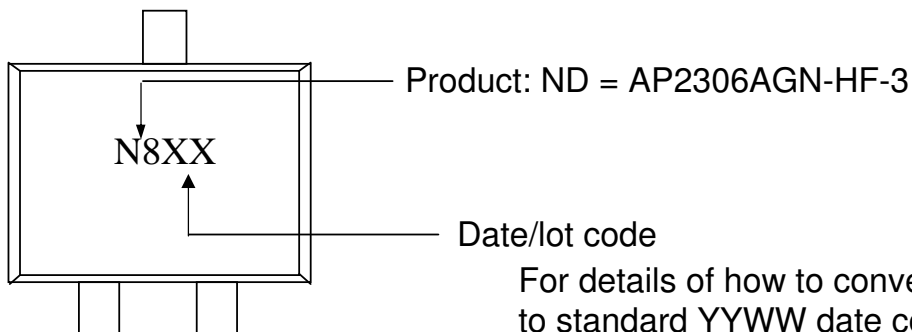 Product: ND = AP2306AGN-HF-3
N8XX
Date/lot code
For details of how to conve
to standard YYWW date co